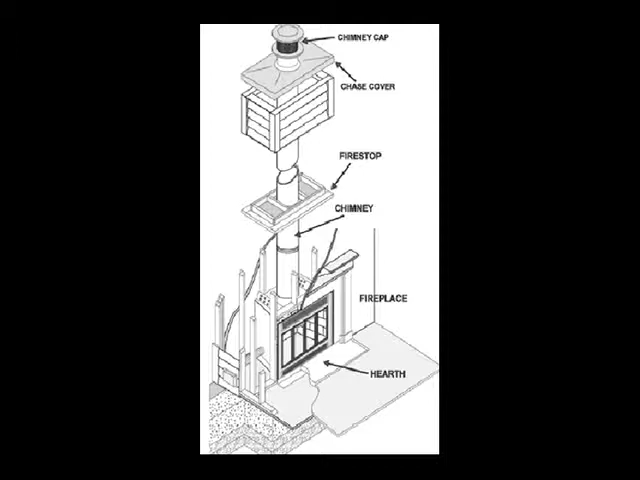 CHIMNEY CAP
CHASE COVER
FIRESTOP
CHIMNEY
FIREPLACE
HEARTH